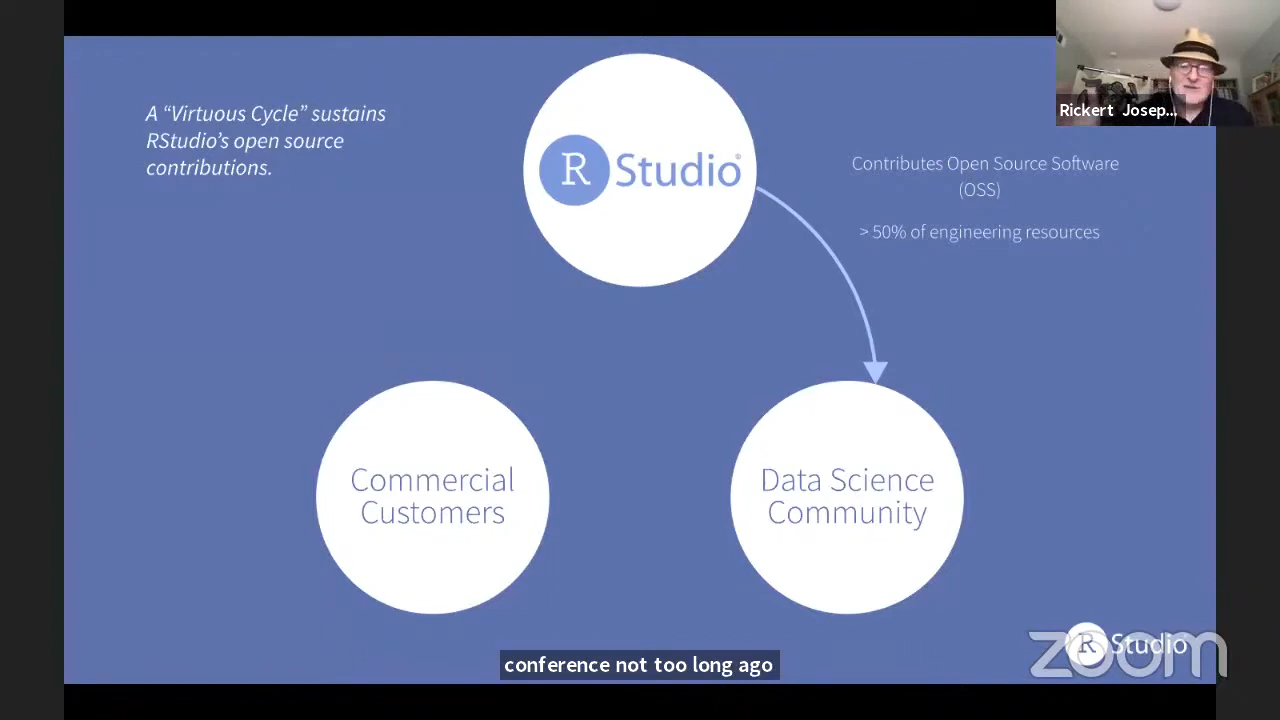 A “Virtuous Cycle” sustains
RStudio’s open source
contributions.
R Studio®
Contributes Open Source Software
(OSS)
> 50% of engineering resources
Rickert Josep...
Commercial
Customers
Data Science
Community
R Studio
zoom
conference not too long ago